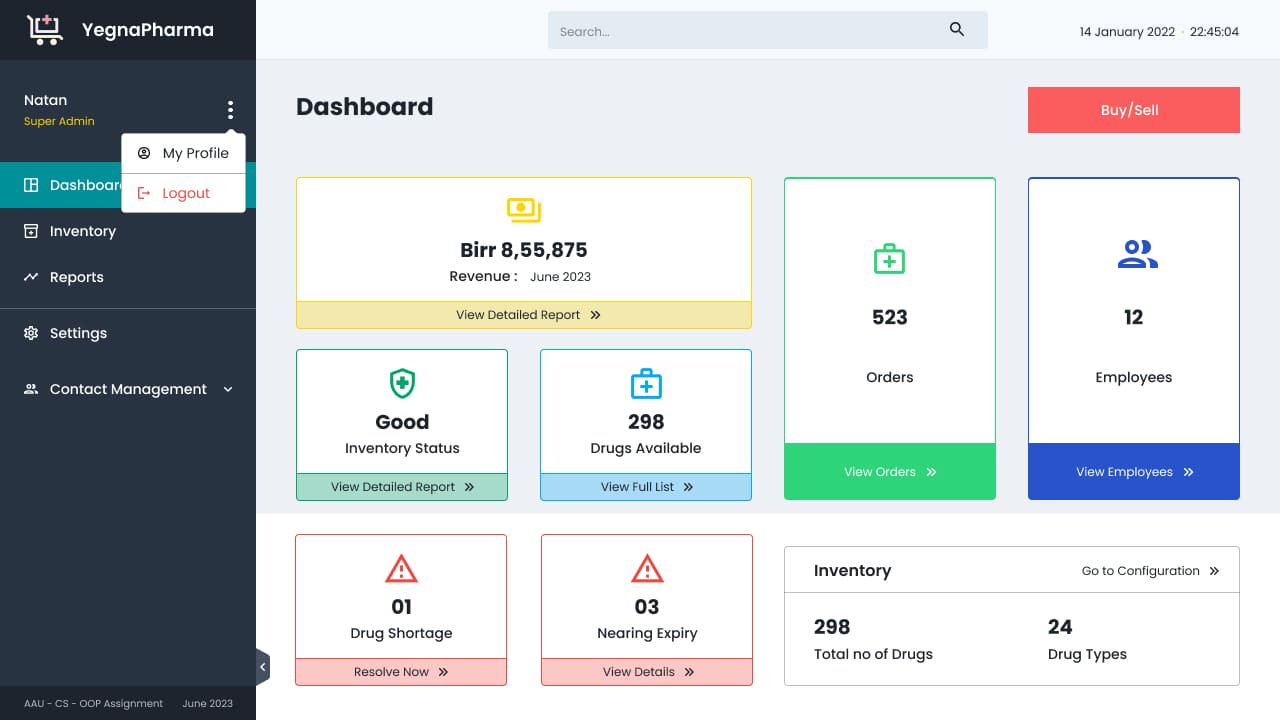 YegnaPharma
Search...
14 January 2022 · 22:45:04
Natan
Super Admin
My Profile
Logout
Dashboar
Inventory
Reports
Settings
Contact Management
AAU - CS - OOP Assignment June 2023
Dashboard
Buy/Sell
Birr 8,55,875
Revenue : June 2023
View Detailed Report »
523
Orders
View Orders »
12
Employees
View Employees »
Good
Inventory Status
View Detailed Report »
298
Drugs Available
View Full List »
01
Drug Shortage
Resolve Now »
03
Nearing Expiry
View Details »
Inventory
Go to Configuration »
298
Total no of Drugs
24
Drug Types